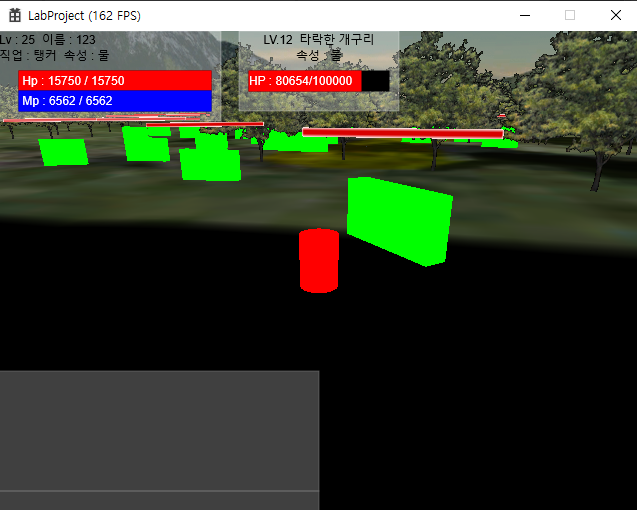 LabProject (162 FPS)
Lv : 25 이름 : 123
직업 : 탱커 속성 : 물
Hp : 15750 / 15750
Mp : 6562 / 6562
LV.12 타락한 개구리
속성 : 물
HP : 80654/100000